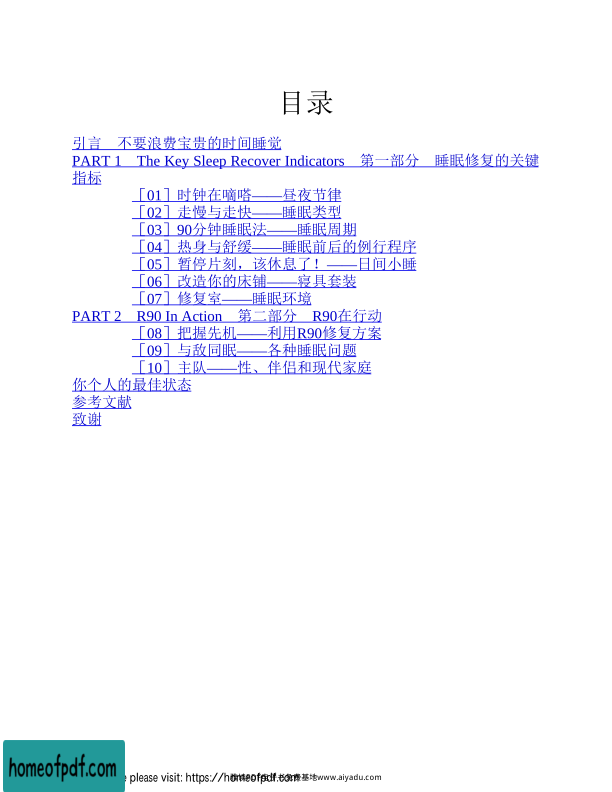 目录
引言　不要浪费宝贵的时间睡觉
PART 1　The Key Sleep Recover Indicators　第一部分　睡眠修复的关键
指标
［01］时钟在嘀嗒——昼夜节律
［02］走慢与走快——睡眠类型
［03］90分钟睡眠法——睡眠周期
［04］热身与舒缓——睡眠前后的例行程序
［05］暂停片刻，该休息了！——日间小睡
［06］改造你的床铺——寝具套装
［07］修复室——睡眠环境
PART 2　R90 In Action　第二部分　R90在行动
［08］把握先机——利用R90修复方案
［09］与敌同眠——各种睡眠问题
［10］主队——性、伴侣和现代家庭
你个人的最佳状态
参考文献
致谢
homeofpdf.com
please visit: https://homeofpdf.com
www.aiyadu.com